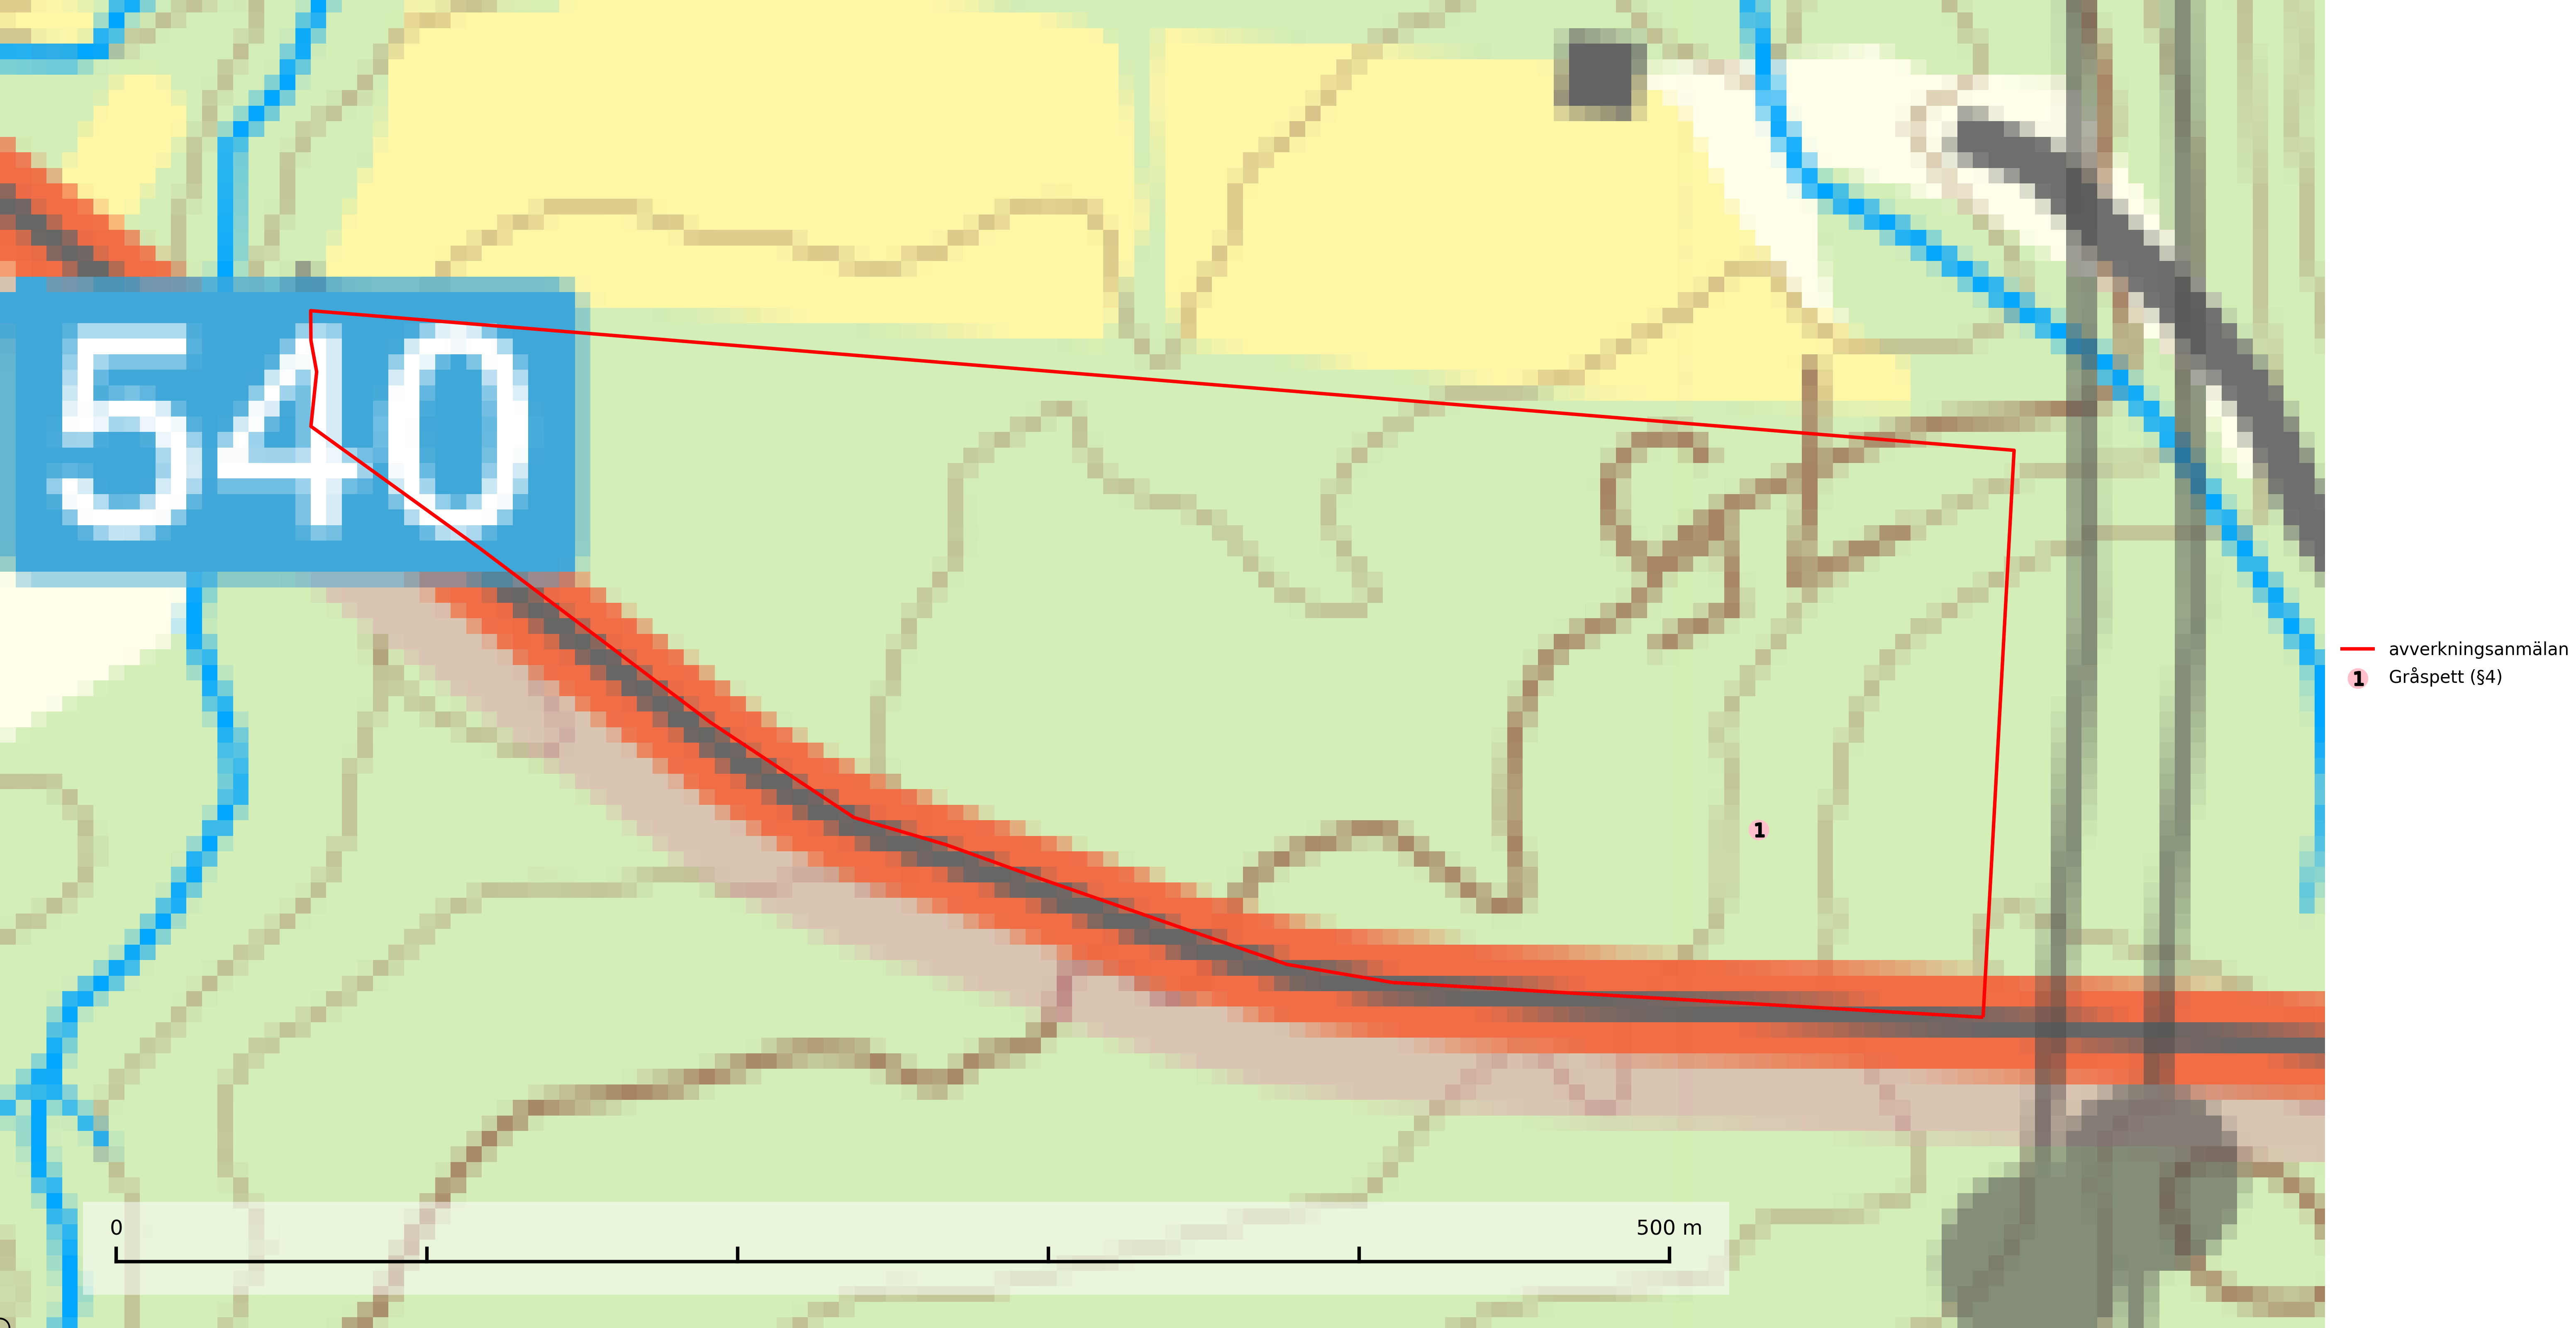 540
avverkningsanmälan
1 Gråspett (§4)
1
0 500 m